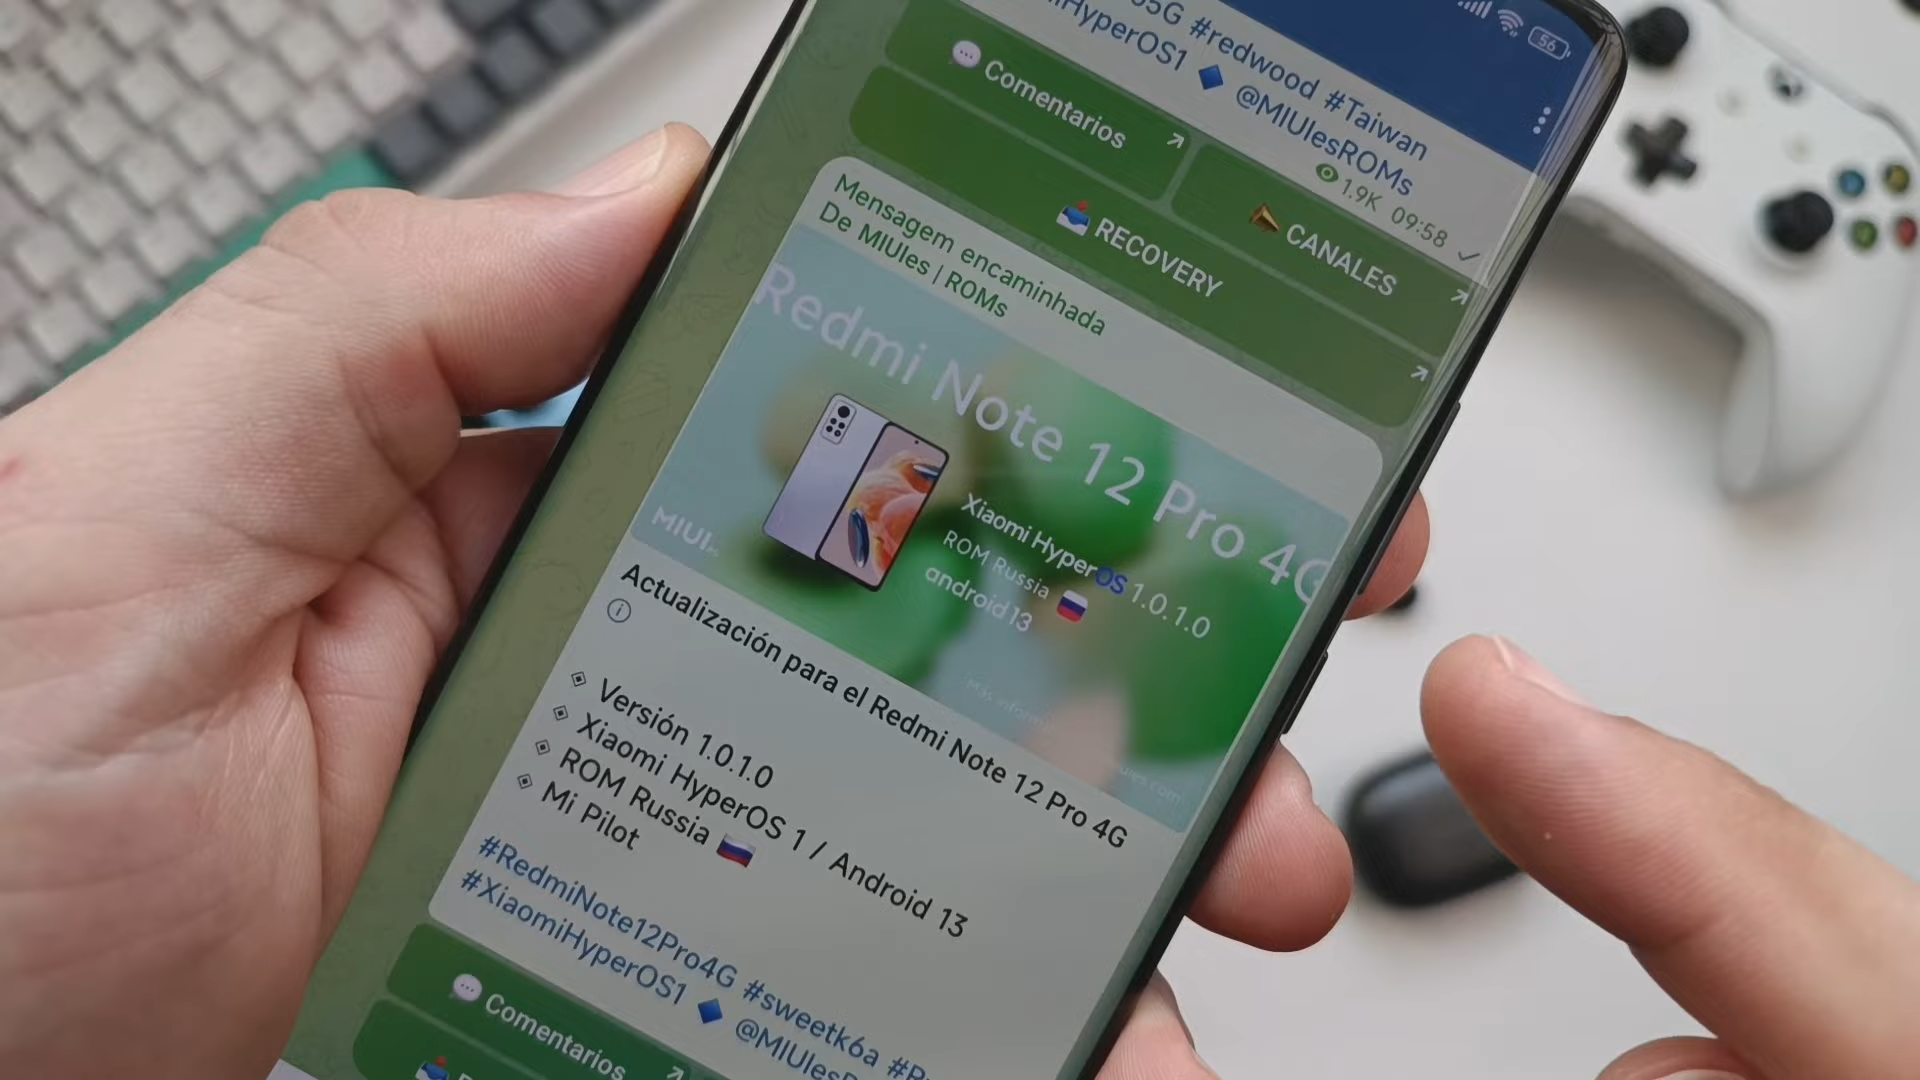 56
5G #redwood #Taiwan
HyperOS1 🔹 @MIUIesROMs
1.9K 09:58
Comentarios
CANALES
RECOVERY
Mensagem encaminhada
De MIUIes | ROMs
Redmi Note 12 Pro 4G
Xiaomi HyperOS 1.0.1.0
ROM Russia 🇷🇺
android 13
MIUI
Actualización para el Redmi Note 12 Pro 4G
Versión 1.0.1.0
Xiaomi HyperOS 1 / Android 13
ROM Russia 🇷🇺
Mi Pilot
#RedmiNote12Pro4G #sweetk6a
#XiaomiHyperOS1 🔹
Comentarios